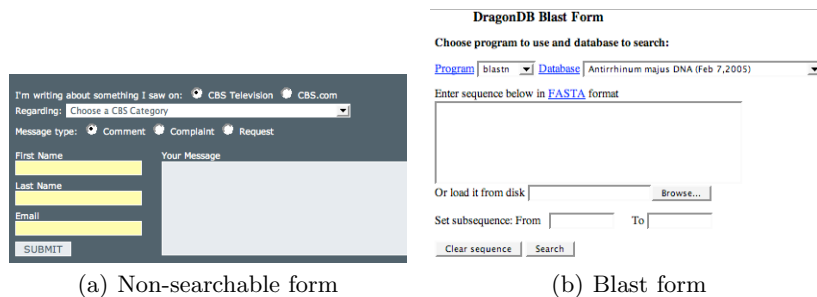 I'm writing about something I saw on: CBS Television CBS.com
Regarding: Choose a CBS Category
Message type: Comment Complaint Request
First Name
Your Message
Last Name
Email
SUBMIT
(a) Non-searchable form
DragonDB Blast Form
Choose program to use and database to search:
Program blastn Database Antirrhinum majus DNA (Feb 7,2005)
Enter sequence below in FASTA format
Or load it from disk Browse...
Set subsequence: From To
Clear sequence Search
(b) Blast form